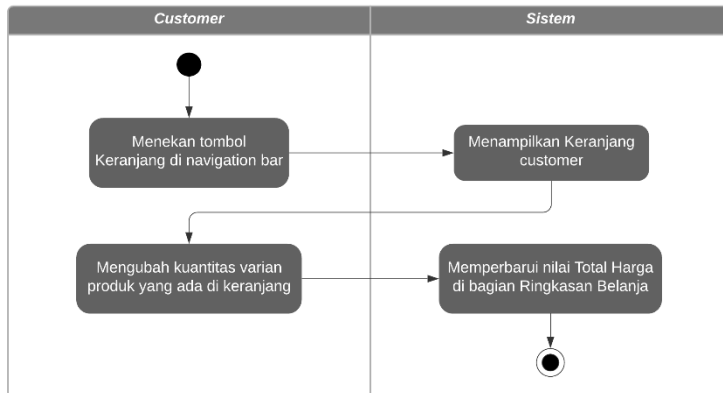 Customer
Sistem
Menekan tombol
Keranjang di navigation bar
Menampilkan Keranjang
customer
Mengubah kuantitas varian
produk yang ada di keranjang
Memperbarui nilai Total Harga
di bagian Ringkasan Belanja